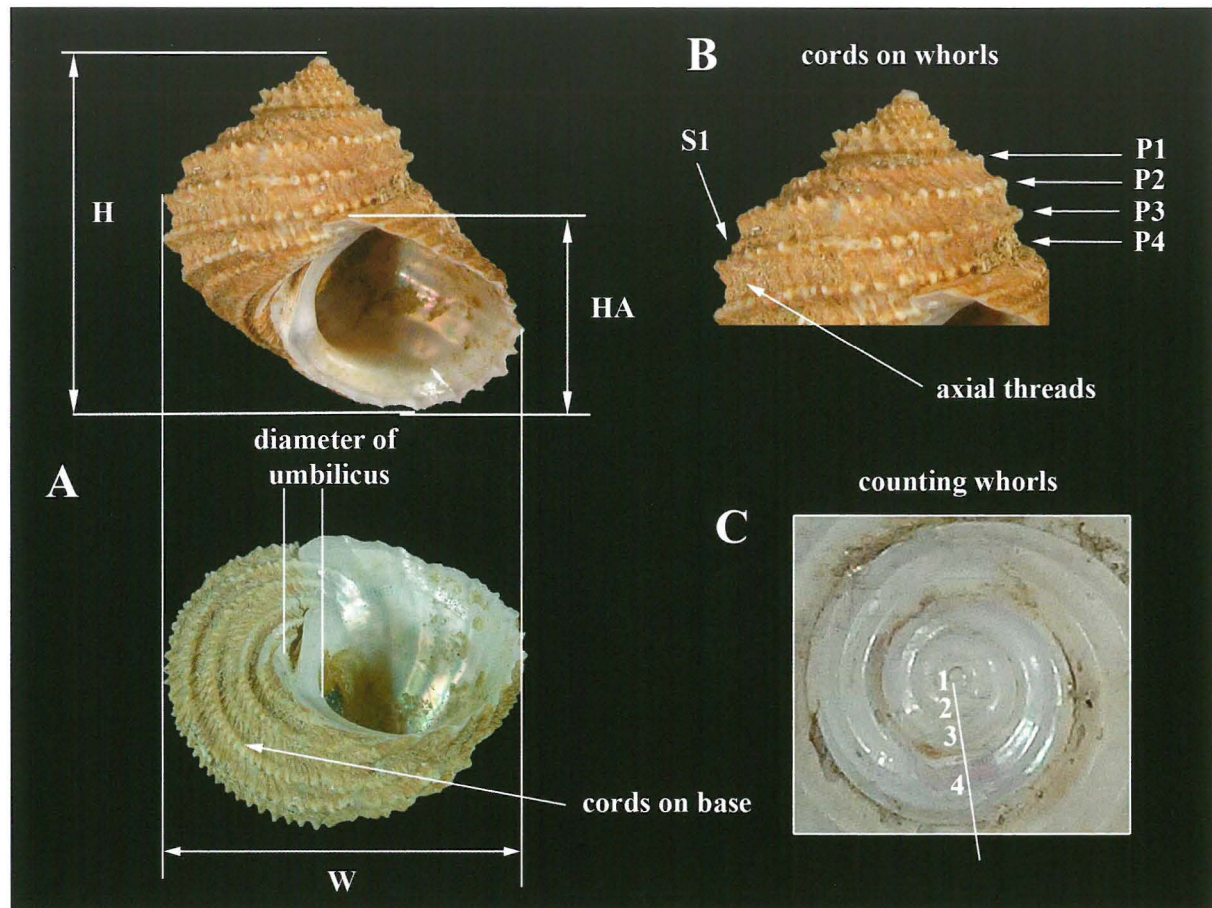 H
HA
diameter of
umbilicus
A
cords on base
W
B
cords on whorls
S1
P1
P2
P3
P4
axial threads
counting whorls
C
1
2
3
4